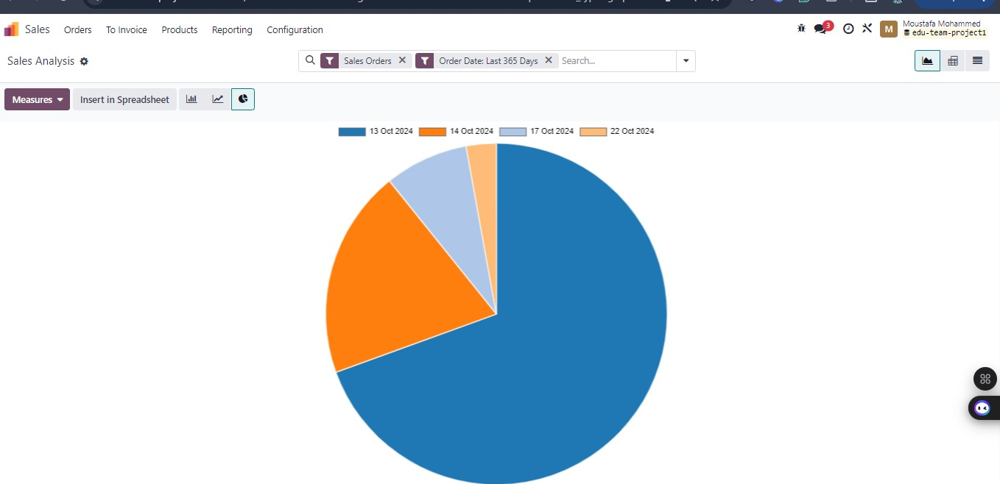 Sales Orders To Invoice Products Reporting Configuration 3 M Moustafa Mohammed
edu-team-project1
Sales Analysis Sales Orders Order Date: Last 365 Days Search...
Measures Insert in Spreadsheet
13 Oct 2024 14 Oct 2024 17 Oct 2024 22 Oct 2024